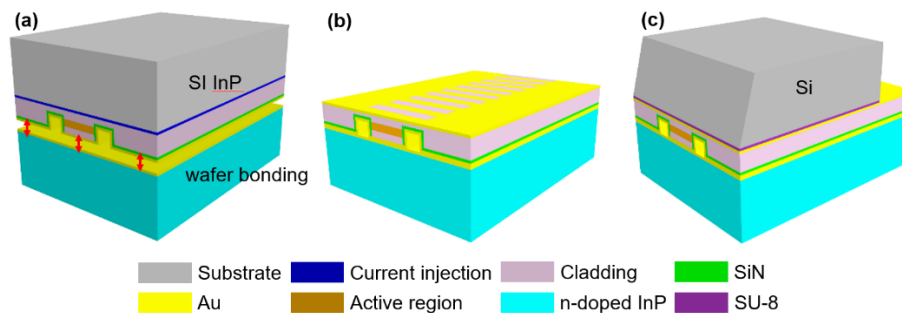 (a)
(b)
(c)
SI InP
Si
wafer bonding
Substrate
Current injection
Cladding
SiN
Au
Active region
n-doped InP
SU-8